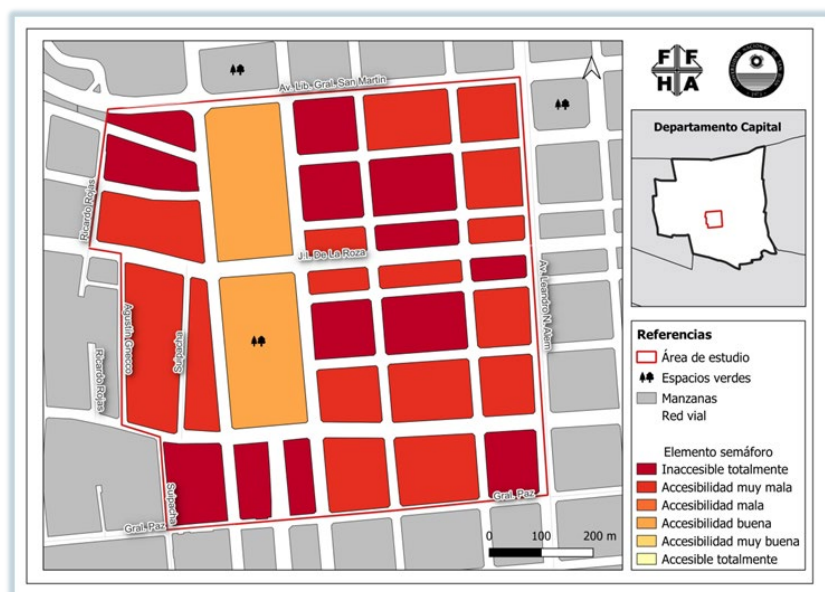 Av. Lib. Gral. San Martín
Ricardo Rojas
J.I. De La Roza
Av. Leandro N. Alem
Agustín Gnecco
Suipacha
Ricardo Rojas
Suipacha
Gral. Paz
Gral. Paz
0 100 200 m
F F
H A
Departamento Capital
Referencias
Área de estudio
Espacios verdes
Manzanas
Red vial
Elemento semáforo
Inaccesible totalmente
Accesibilidad muy mala
Accesibilidad mala
Accesibilidad buena
Accesibilidad muy buena
Accesible totalmente